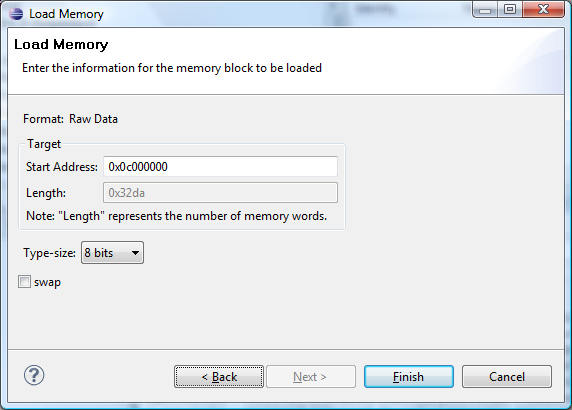 Load Memory
Load Memory
Enter the information for the memory block to be loaded
Format: Raw Data
Target
Start Address: 0x0c000000
Length: 0x32da
Note: "Length" represents the number of memory words.
Type-size: 8 bits
swap
? < Back Next > Finish Cancel